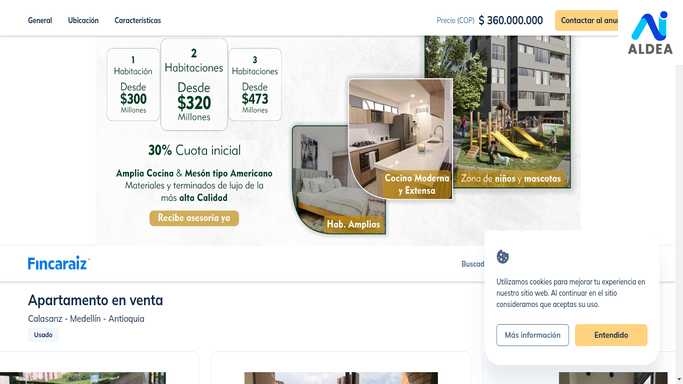 General Ubicación Características
Precio (COP) $ 360.000.000
Contactar al anu
ALDEA
1
Habitación
Desde
$300
Millones
2
Habitaciones
Desde
$320
Millones
3
Habitaciones
Desde
$473
Millones
30% Cuota inicial
Amplia Cocina & Mesón tipo Americano
Materiales y terminados de lujo de la
más alta Calidad
Recibe asesoría ya
Hab. Amplias
Cocina Moderna
y Extensa
Zona de niños y mascotas
Fincaraiz
Buscad
Apartamento en venta
Calasanz - Medellín - Antioquia
Usado
Utilizamos cookies para mejorar tu experiencia en
nuestro sitio web. Al continuar en el sitio
consideramos que aceptas su uso.
Más información
Entendido